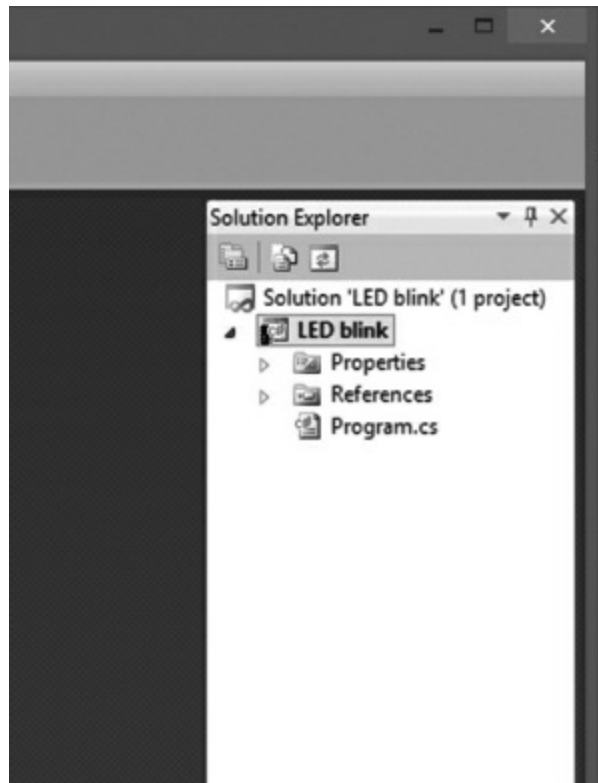 Solution Explorer
Solution 'LED blink' (1 project)
LED blink
Properties
References
Program.cs